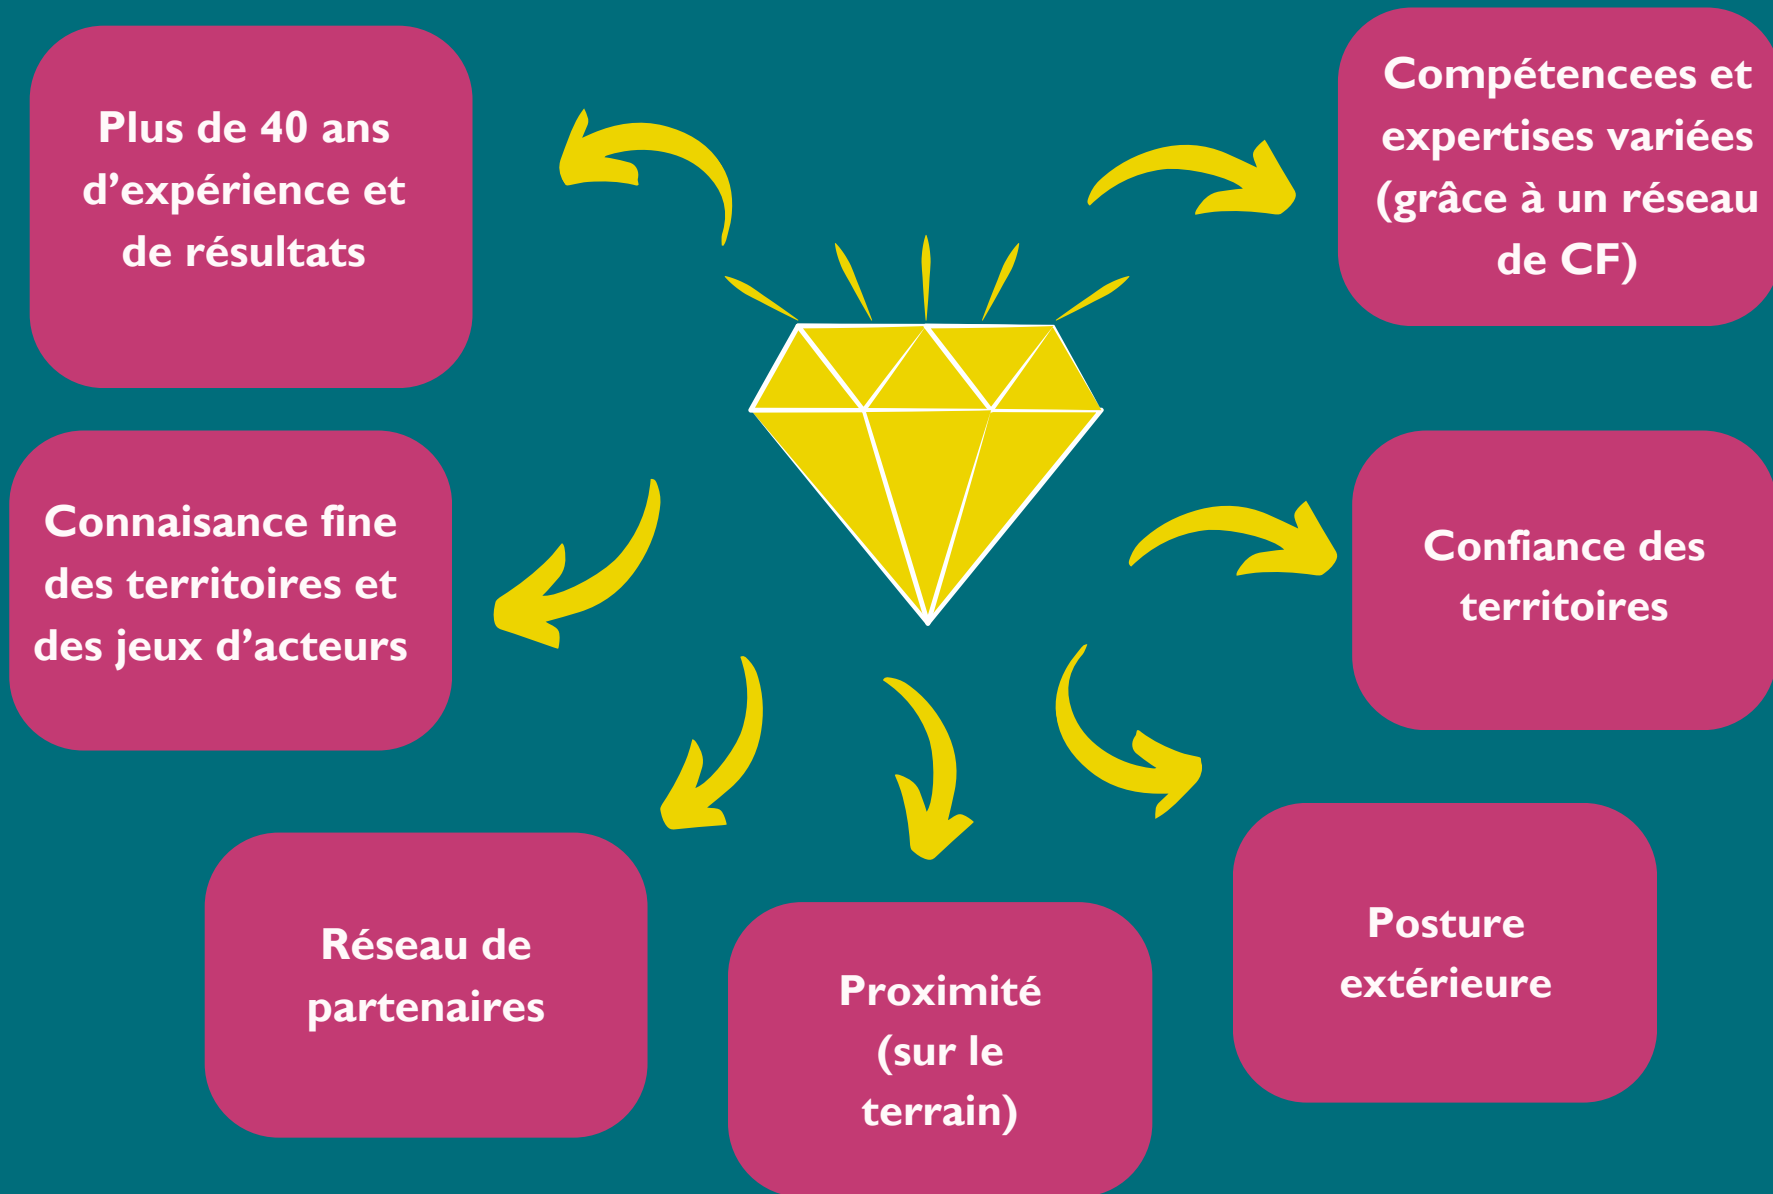 Plus de 40 ans
d’expérience et
de résultats
Compétencees et
expertises variées
(grâce à un réseau
de CF)
Connaisance fine
des territoires et
des jeux d’acteurs
Confiance des
territoires
Réseau de
partenaires
Proximité
(sur le
terrain)
Posture
extérieure